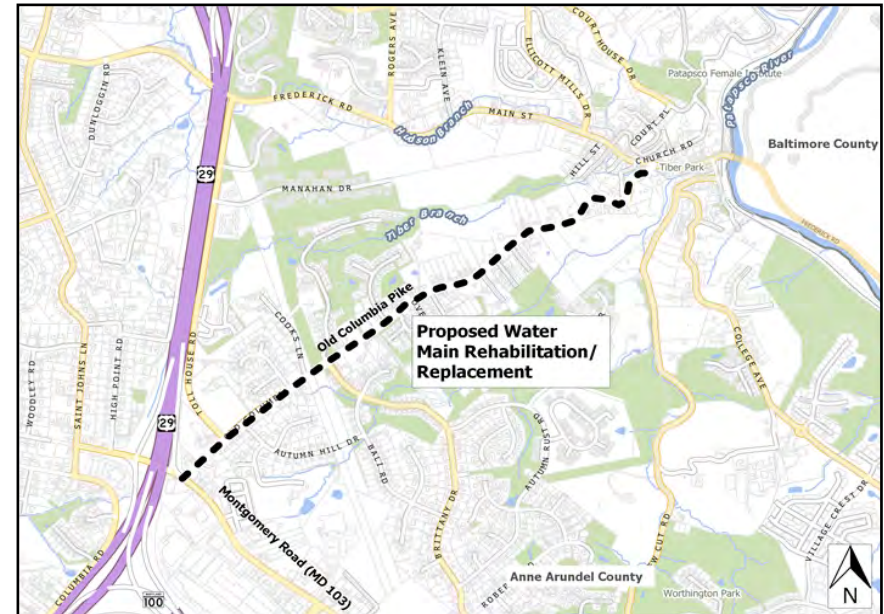 ROGERS AVE
KLEIN AVE
ELLICOTT MILLS DR
COURT HOUSE DR
Patapsco Female Institute
Patapsco River
DUNLOGGIN RD
FREDERICK RD
Hudson Branch
MAIN ST
COURT PL
HILL ST
CHURCH RD
Tiber Park
Baltimore County
29
MANAHAN DR
Tiber Branch
FREDERICK RD
Old Columbia Pike
AVE
COOKS LN
Proposed Water
Main Rehabilitation/
Replacement
WOODLEY RD
SAINT JOHNS LN
HIGH POINT RD
TOLL HOUSE RD
COLLEGE AVE
29
AUTUMN HILL DR
BALI RD
AUTUMN RUST RD
BRITTANY DR
Montgomery Road (MD 103)
VILLAGE CREST DR
COLUMBIA RD
100
Anne Arundel County
Worthington Park
N